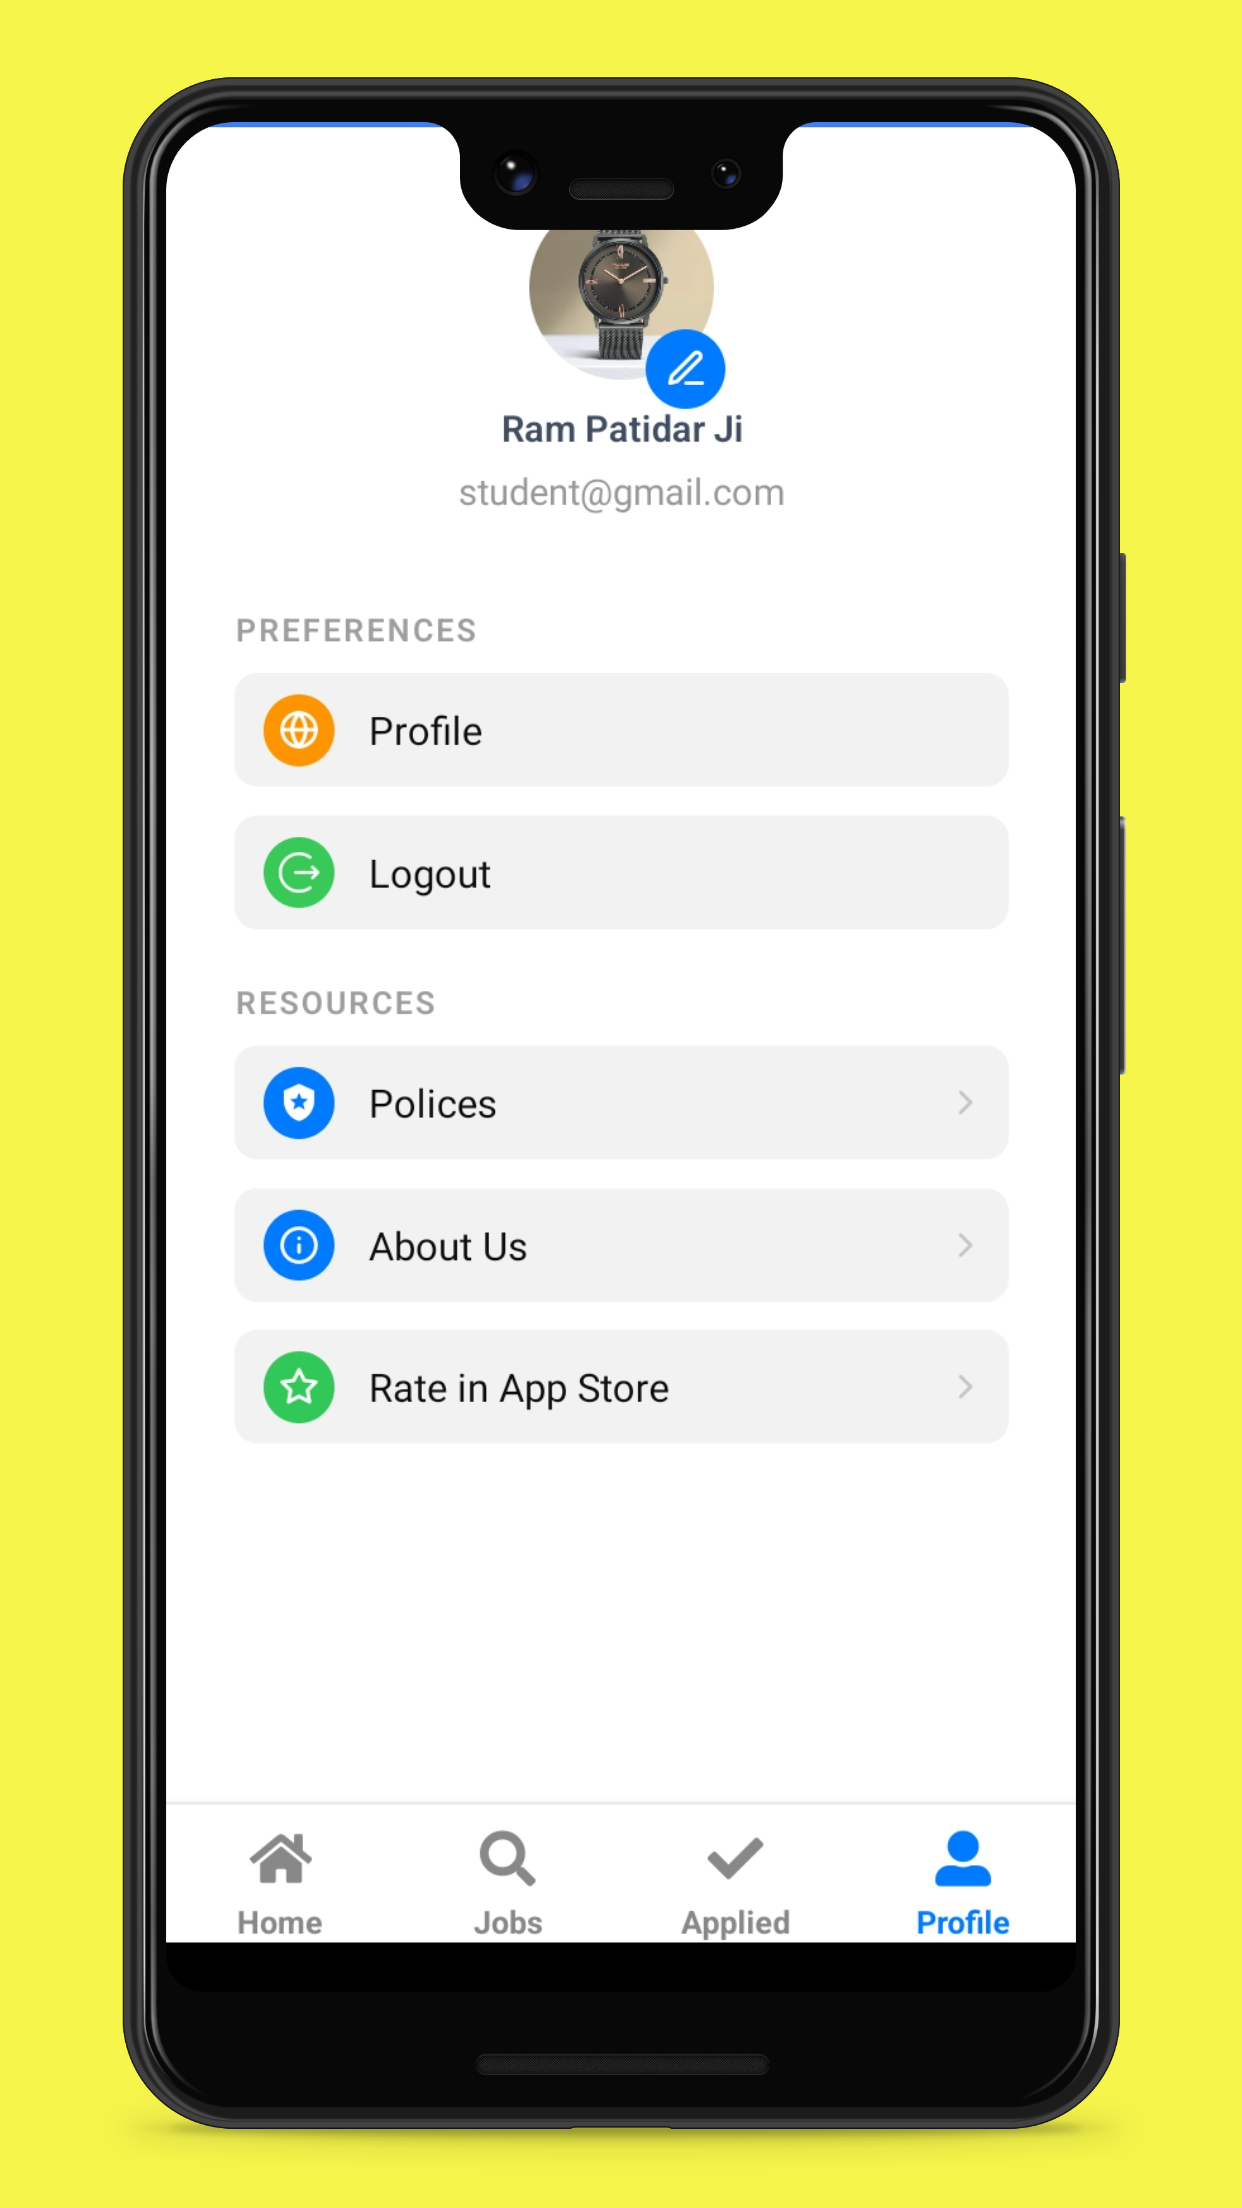 Ram Patidar Ji
student@gmail.com
PREFERENCES
Profile
Logout
RESOURCES
Polices
About Us
Rate in App Store
Home
Jobs
Applied
Profile